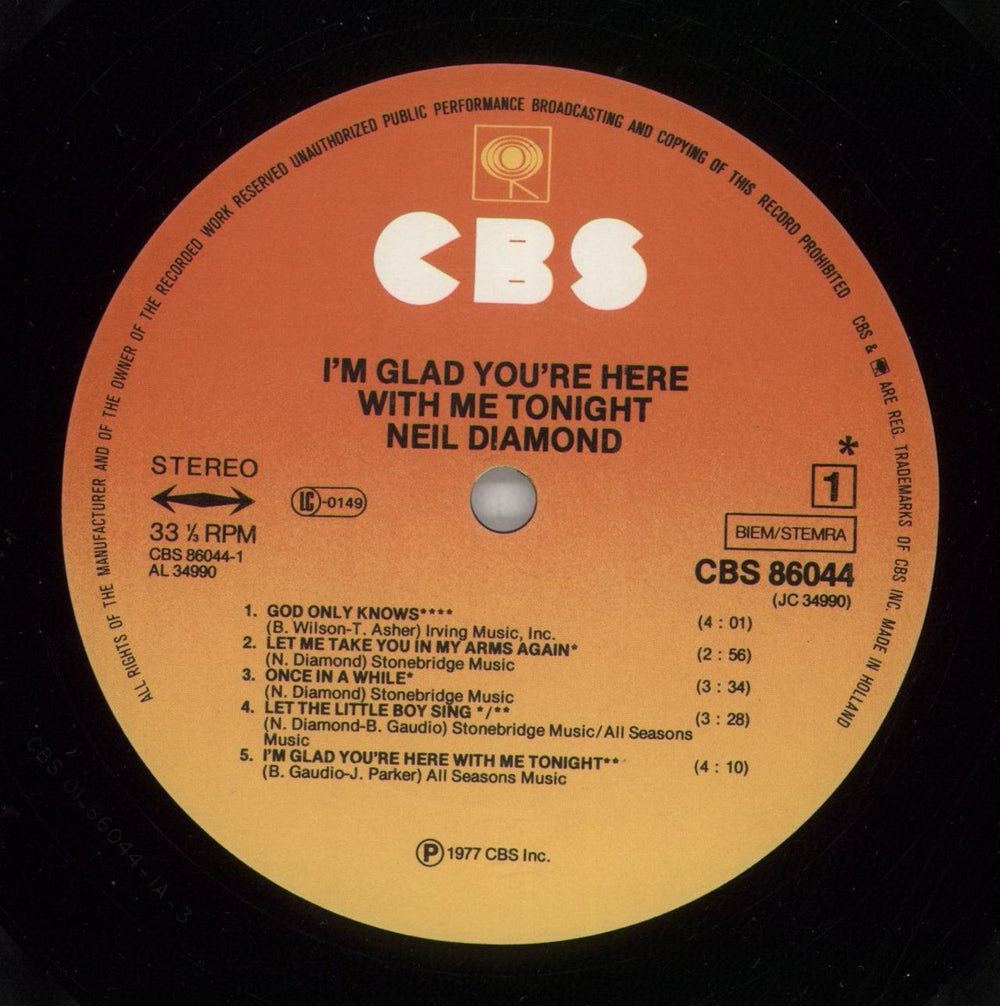 ALL RIGHTS OF THE MANUFACTURER AND OF THE OWNER OF THE RECORDED WORK RESERVED UNAUTHORIZED PUBLIC PERFORMANCE BROADCASTING AND COPYING OF THIS RECORD PROHIBITED CBS & ARE REG. TRADEMARKS OF CBS INC. MADE IN HOLLAND
CBS
I'M GLAD YOU'RE HERE
WITH ME TONIGHT
NEIL DIAMOND
STEREO
LC-0149
33 ⅓ RPM
CBS 86044-1
AL 34990
*
1
BIEM/STEMRA
CBS 86044
(JC 34990)
1. GOD ONLY KNOWS**** (4 : 01)
(B. Wilson-T. Asher) Irving Music, Inc.
2. LET ME TAKE YOU IN MY ARMS AGAIN* (2 : 56)
(N. Diamond) Stonebridge Music
3. ONCE IN A WHILE* (3 : 34)
(N. Diamond) Stonebridge Music
4. LET THE LITTLE BOY SING */** (3 : 28)
(N. Diamond-B. Gaudio) Stonebridge Music/All Seasons
Music
5. I'M GLAD YOU'RE HERE WITH ME TONIGHT** (4 : 10)
(B. Gaudio-J. Parker) All Seasons Music
Ⓟ 1977 CBS Inc.
CBS 01-86044-1A-3